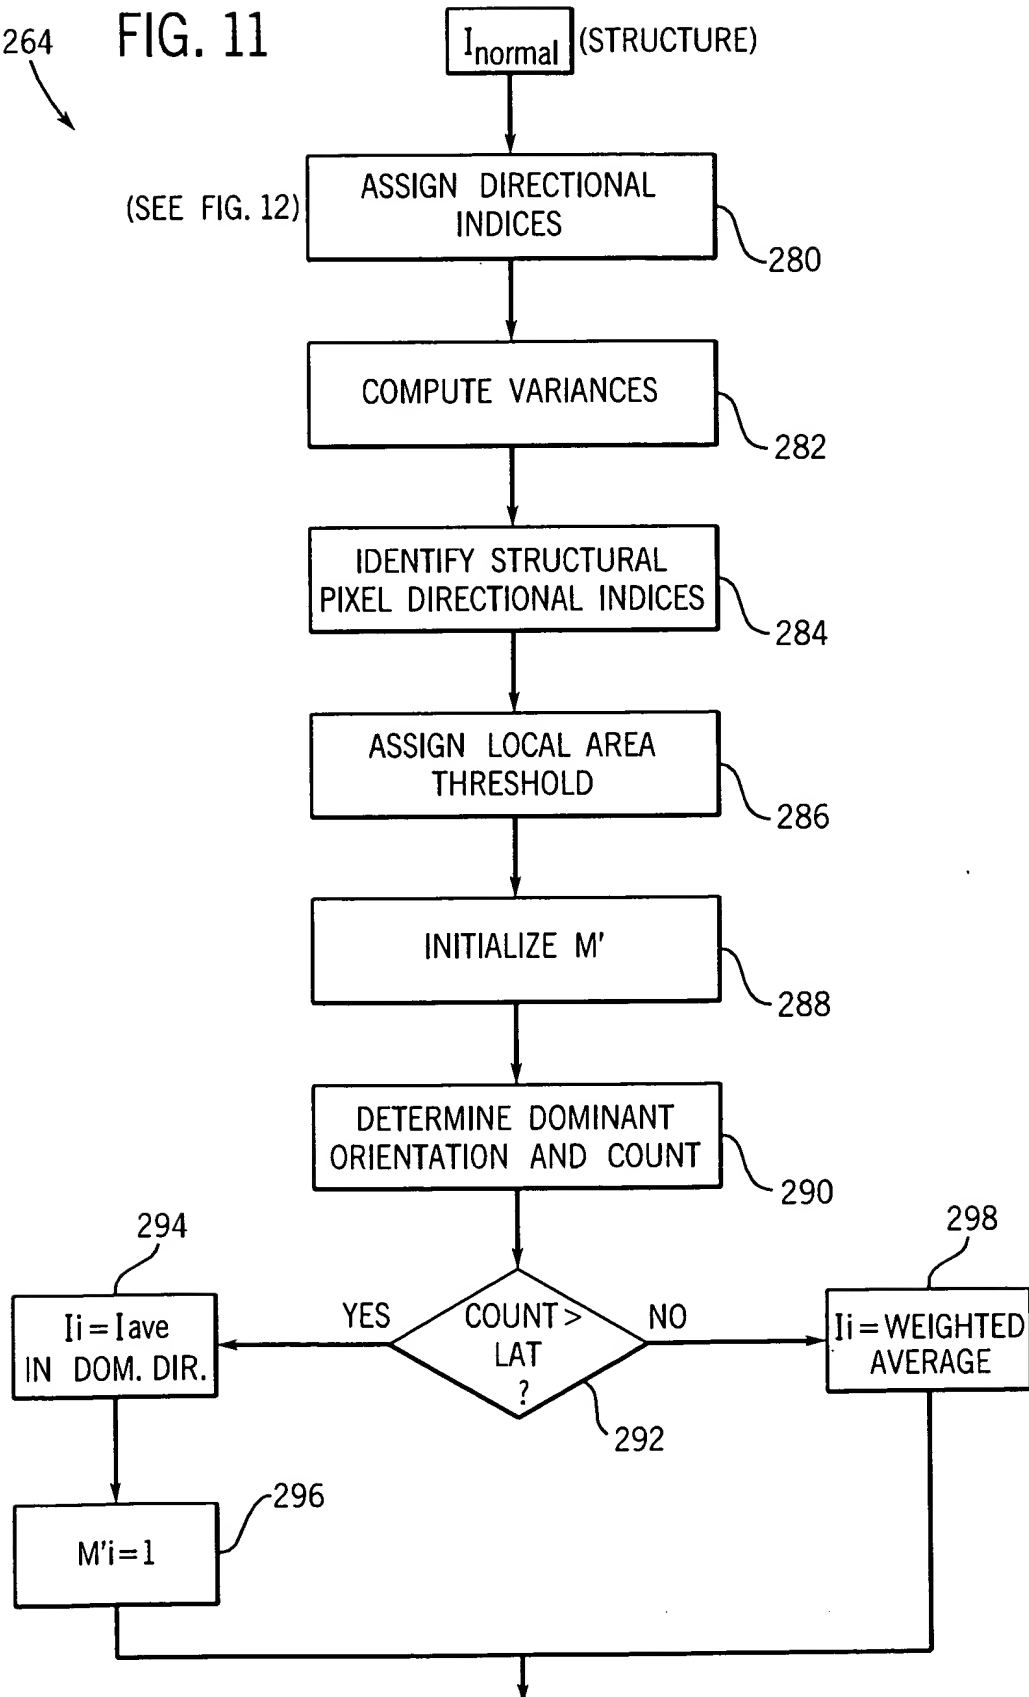 264
FIG. 11
Inormal (STRUCTURE)
(SEE FIG. 12)
ASSIGN DIRECTIONAL
INDICES
280
COMPUTE VARIANCES
282
IDENTIFY STRUCTURAL
PIXEL DIRECTIONAL INDICES
284
ASSIGN LOCAL AREA
THRESHOLD
286
INITIALIZE M'
288
DETERMINE DOMINANT
ORIENTATION AND COUNT
290
294
298
Ii=Iave
IN DOM. DIR.
YES
COUNT>
LAT
?
NO
Ii=WEIGHTED
AVERAGE
292
296
M'i=1